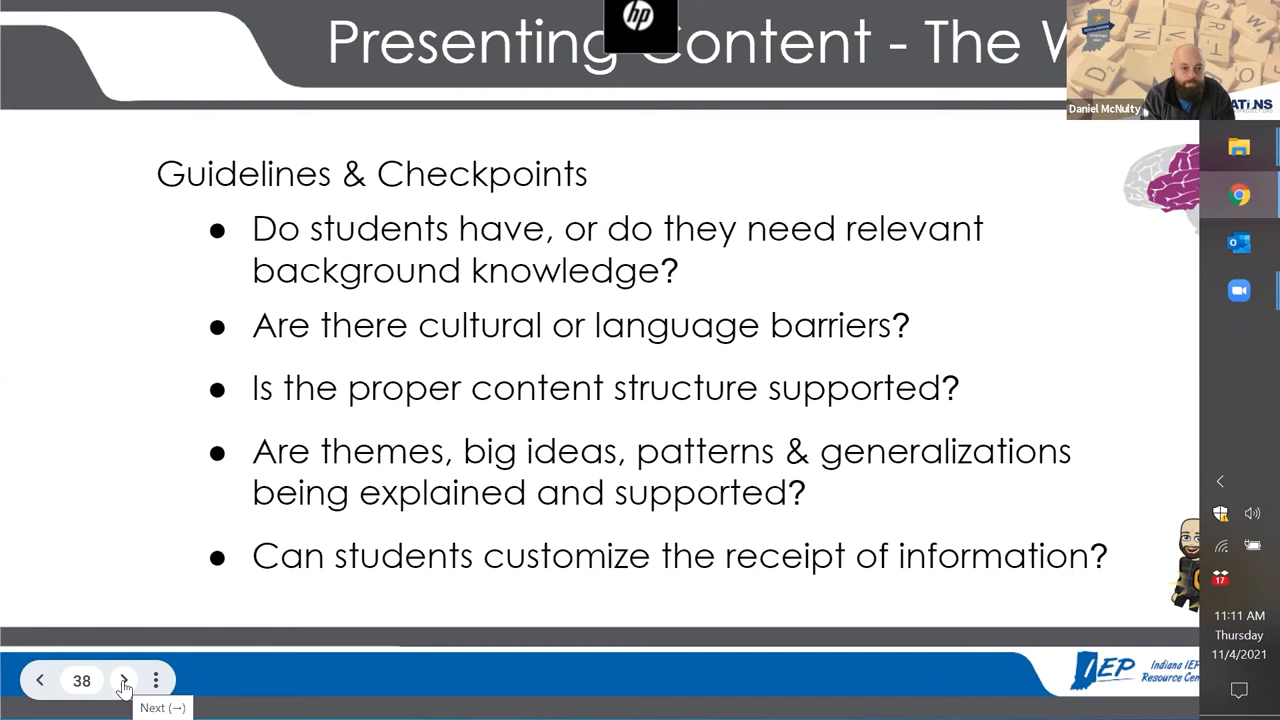 hp
Presenting Content - The W
Daniel McNulty
Guidelines & Checkpoints
● Do students have, or do they need relevant
background knowledge?
● Are there cultural or language barriers?
● Is the proper content structure supported?
● Are themes, big ideas, patterns & generalizations
being explained and supported?
● Can students customize the receipt of information?
17
11:11 AM
Thursday
11/4/2021
38
Next (→)
IEP
Indiana IEP
Resource Cen